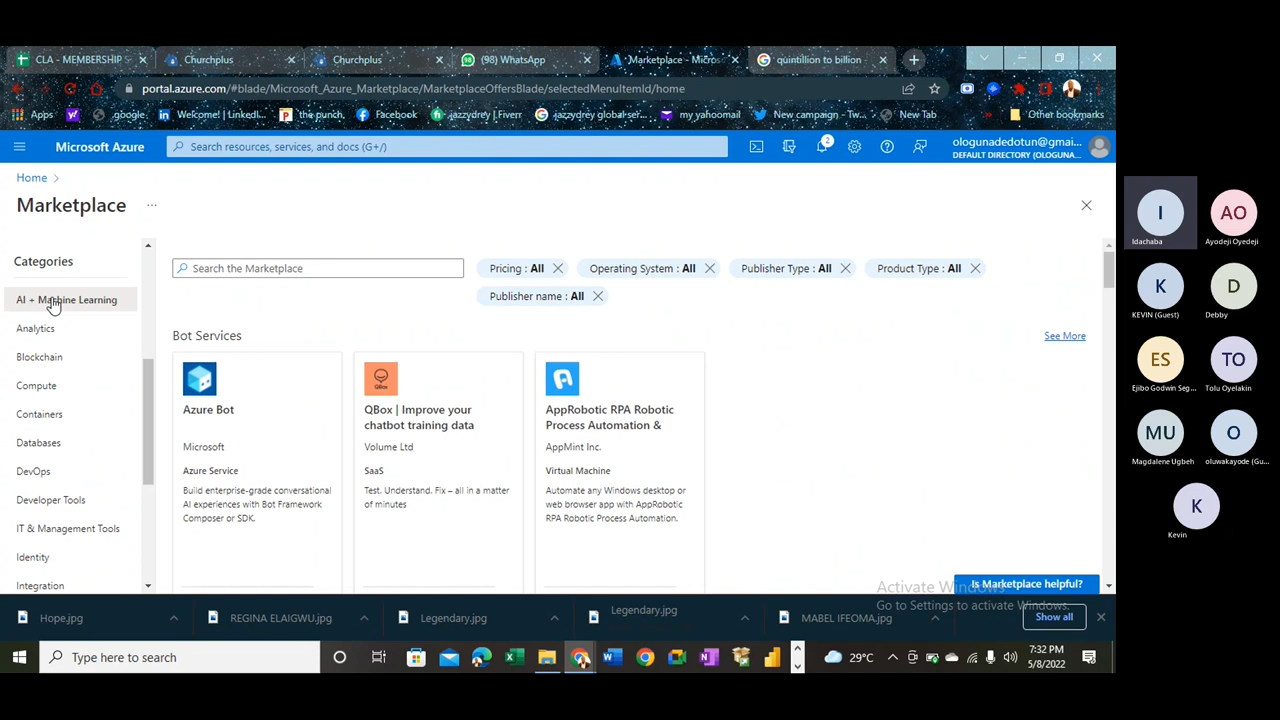 CLA - MEMBERSHIP S
Churchplus
Churchplus
(98) WhatsApp
Marketplace - Micros
quintillion to billion -
portal.azure.com/#blade/Microsoft_Azure_Marketplace/MarketplaceOffersBlade/selectedMenuItemId/home
Apps
.google
Welcome! | LinkedI...
the punch,
Facebook
jazzydrey |.Fiverr
jazzydrey global-ser...
my yahoomail
New campaign - Tw...
New Tab
»
Other bookmarks
Microsoft Azure
Search resources, services, and docs (G+/)
2
ologunadedotun@gmai...
DEFAULT DIRECTORY (OLOGUNA...
Home >
Marketplace ...
Categories
AI + Machine Learning
Analytics
Blockchain
Compute
Containers
Databases
DevOps
Developer Tools
IT & Management Tools
Identity
Integration
Search the Marketplace
Pricing : All
Operating System : All
Publisher Type : All
Product Type : All
Publisher name : All
Bot Services
See More
Azure Bot
Microsoft
Azure Service
Build enterprise-grade conversational
AI experiences with Bot Framework
Composer or SDK.
QBox
QBox | Improve your
chatbot training data
Volume Ltd
SaaS
Test. Understand. Fix – all in a matter
of minutes
AppRobotic RPA Robotic
Process Automation &
AppMint Inc.
Virtual Machine
Automate any Windows desktop or
web browser app with AppRobotic
RPA Robotic Process Automation.
Is Marketplace helpful?
Activate Windows
Go to Settings to activate Windows.
Hope.jpg
REGINA ELAIGWU.jpg
Legendary.jpg
Legendary.jpg
MABEL IFEOMA.jpg
Show all
Type here to search
29°C
7:32 PM
5/8/2022
I
Idachaba
AO
Ayodeji Oyedeji
K
KEVIN (Guest)
D
Debby
ES
Ejibo Godwin Seg...
TO
Tolu Oyelakin
MU
Magdalene Ugbeh
O
oluwakayode (Gu...
K
Kevin